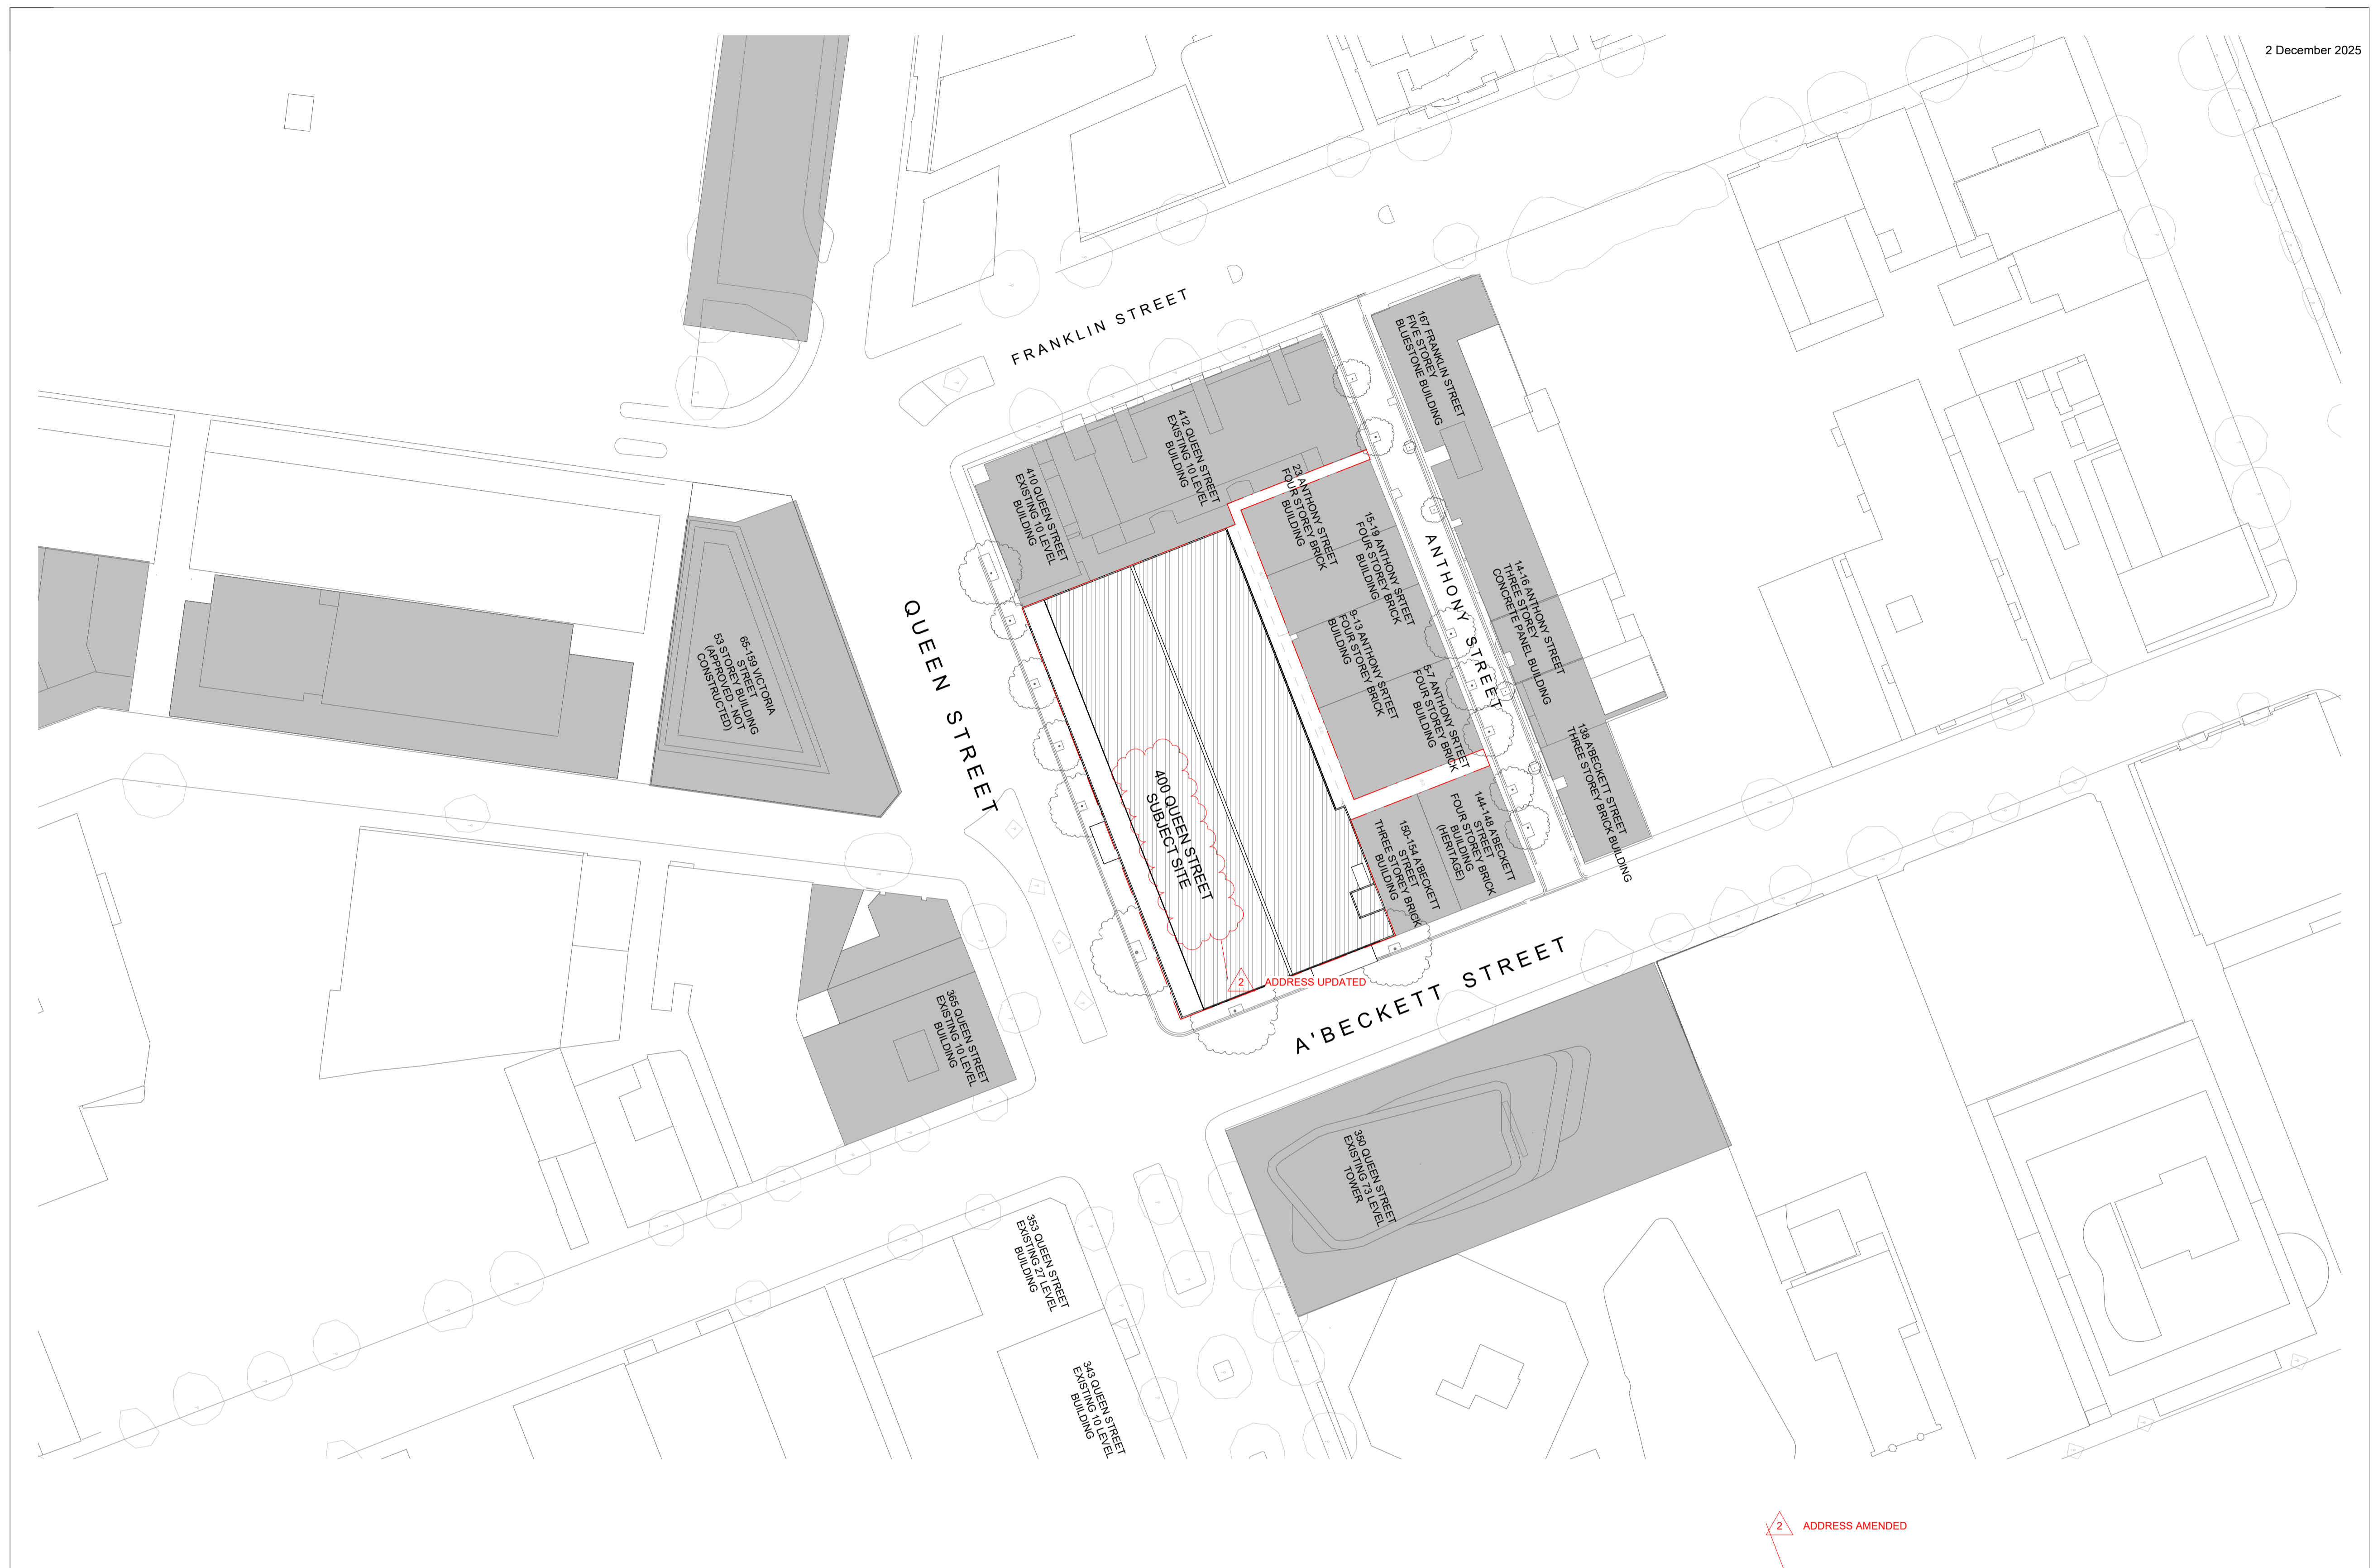 2 December 2025
FRANKLIN STREET
167 FRANKLIN STREET
FIVE STOREY
BLUESTONE BUILDING
412 QUEEN STREET
EXISTING 10 LEVEL
BUILDING
410 QUEEN STREET
EXISTING 10 LEVEL
BUILDING
23 ANTHONY STREET
FOUR STOREY BRICK
BUILDING
15-19 ANTHONY SRTEET
FOUR STOREY BRICK
BUILDING
ANTHONY STREET
14-16 ANTHONY STREET
THREE STOREY
CONCRETE PANEL BUILDING
9-13 ANTHONY SRTEET
FOUR STOREY BRICK
BUILDING
5-7 ANTHONY SRTEET
FOUR STOREY BRICK
BUILDING
QUEEN STREET
65-159 VICTORIA
STREET
53 STOREY BUILDING
(APPROVED - NOT
CONSTRUCTED)
138 A'BECKETT STREET
THREE STOREY BRICK BUILDING
400 QUEEN STREET
SUBJECT SITE
144-148 A'BECKETT
STREET
FOUR STOREY BRICK
BUILDING
(HERITAGE)
150-154 A'BECKETT
STREET
THREE STOREY BRICK
BUILDING
2 ADDRESS UPDATED
A'BECKETT STREET
365 QUEEN STREET
EXISTING 10 LEVEL
BUILDING
350 QUEEN STREET
EXISTING 73 LEVEL
TOWER
353 QUEEN STREET
EXISTING 27 LEVEL
BUILDING
343 QUEEN STREET
EXISTING 10 LEVEL
BUILDING
2 ADDRESS AMENDED